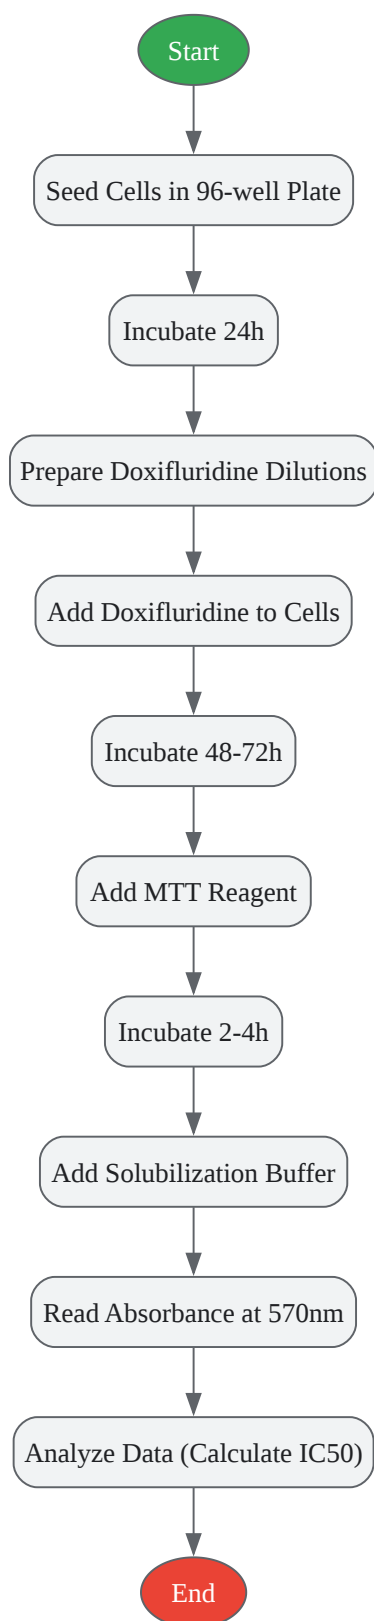 Start
Seed Cells in 96-well Plate
Incubate 24h
Prepare Doxifluridine Dilutions
Add Doxifluridine to Cells
Incubate 48-72h
Add MTT Reagent
Incubate 2-4h
Add Solubilization Buffer
Read Absorbance at 570nm
Analyze Data (Calculate IC50)
End